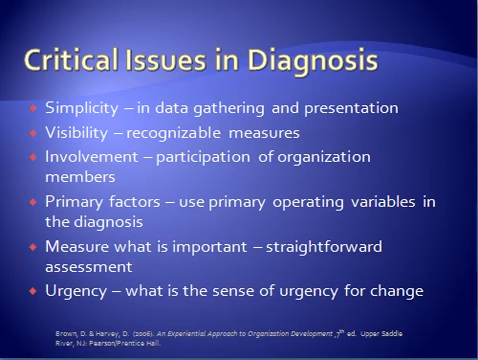 Critical Issues in Diagnosis
Simplicity – in data gathering and presentation
Visibility – recognizable measures
Involvement – participation of organization
members
Primary factors – use primary operating variables in
the diagnosis
Measure what is important – straightforward
assessment
Urgency – what is the sense of urgency for change
Brown, D. & Harvey, D. (2006). An Experiential Approach to Organization Development ,7th ed. Upper Saddle
River, NJ: Pearson/Prentice Hall.